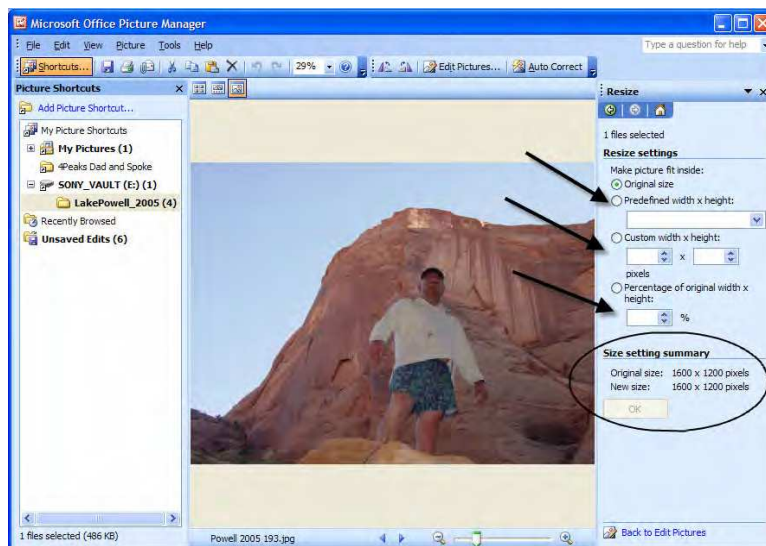 Microsoft Office Picture Manager
File Edit View Picture Tools Help
Type a question for help
Shortcuts... 29% Edit Pictures... Auto Correct
Picture Shortcuts
Add Picture Shortcut...
My Picture Shortcuts
My Pictures (1)
4Peaks Dad and Spoke
SONY_VAULT (E:) (1)
LakePowell_2005 (4)
Recently Browsed
Unsaved Edits (6)
1 files selected (486 KB)
Powell 2005 193.jpg
Resize
1 files selected
Resize settings
Make picture fit inside:
Original size
Predefined width x height:
Custom width x height:
x
pixels
Percentage of original width x
height:
%
Size setting summary
Original size: 1600 x 1200 pixels
New size: 1600 x 1200 pixels
OK
Back to Edit Pictures